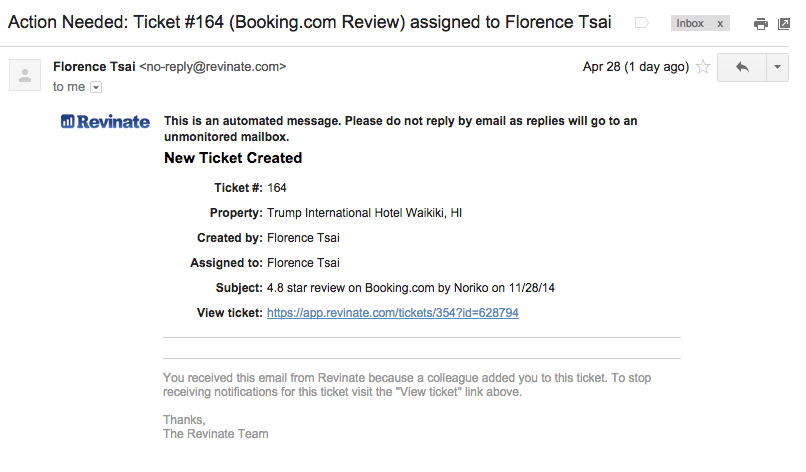 Action Needed: Ticket #164 (Booking.com Review) assigned to Florence Tsai
Inbox x
Florence Tsai <no-reply@revinate.com>
Apr 28 (1 day ago)
to me
Revinate
This is an automated message. Please do not reply by email as replies will go to an
unmonitored mailbox.
New Ticket Created
Ticket #: 164
Property: Trump International Hotel Waikiki, HI
Created by: Florence Tsai
Assigned to: Florence Tsai
Subject: 4.8 star review on Booking.com by Noriko on 11/28/14
View ticket: https://app.revinate.com/tickets/354?id=628794
You received this email from Revinate because a colleague added you to this ticket. To stop
receiving notifications for this ticket visit the "View ticket" link above.
Thanks,
The Revinate Team